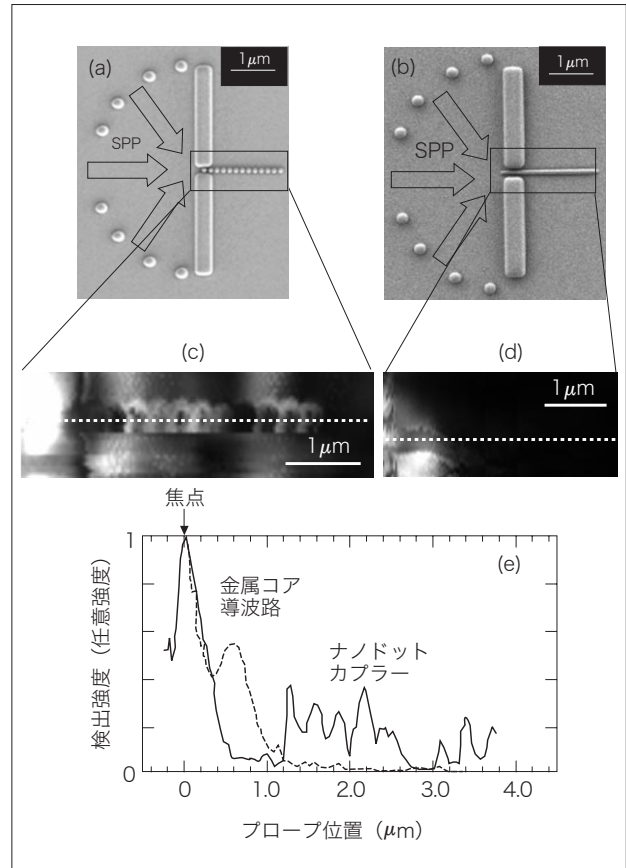 (a)
1μm
SPP
(b)
1μm
SPP
(c)
(d)
1μm
1μm
焦点
1
0
検出強度（任意強度）
(e)
金属コア
導波路
ナノドット
カプラー
0
1.0
2.0
3.0
4.0
プローブ位置（μm）